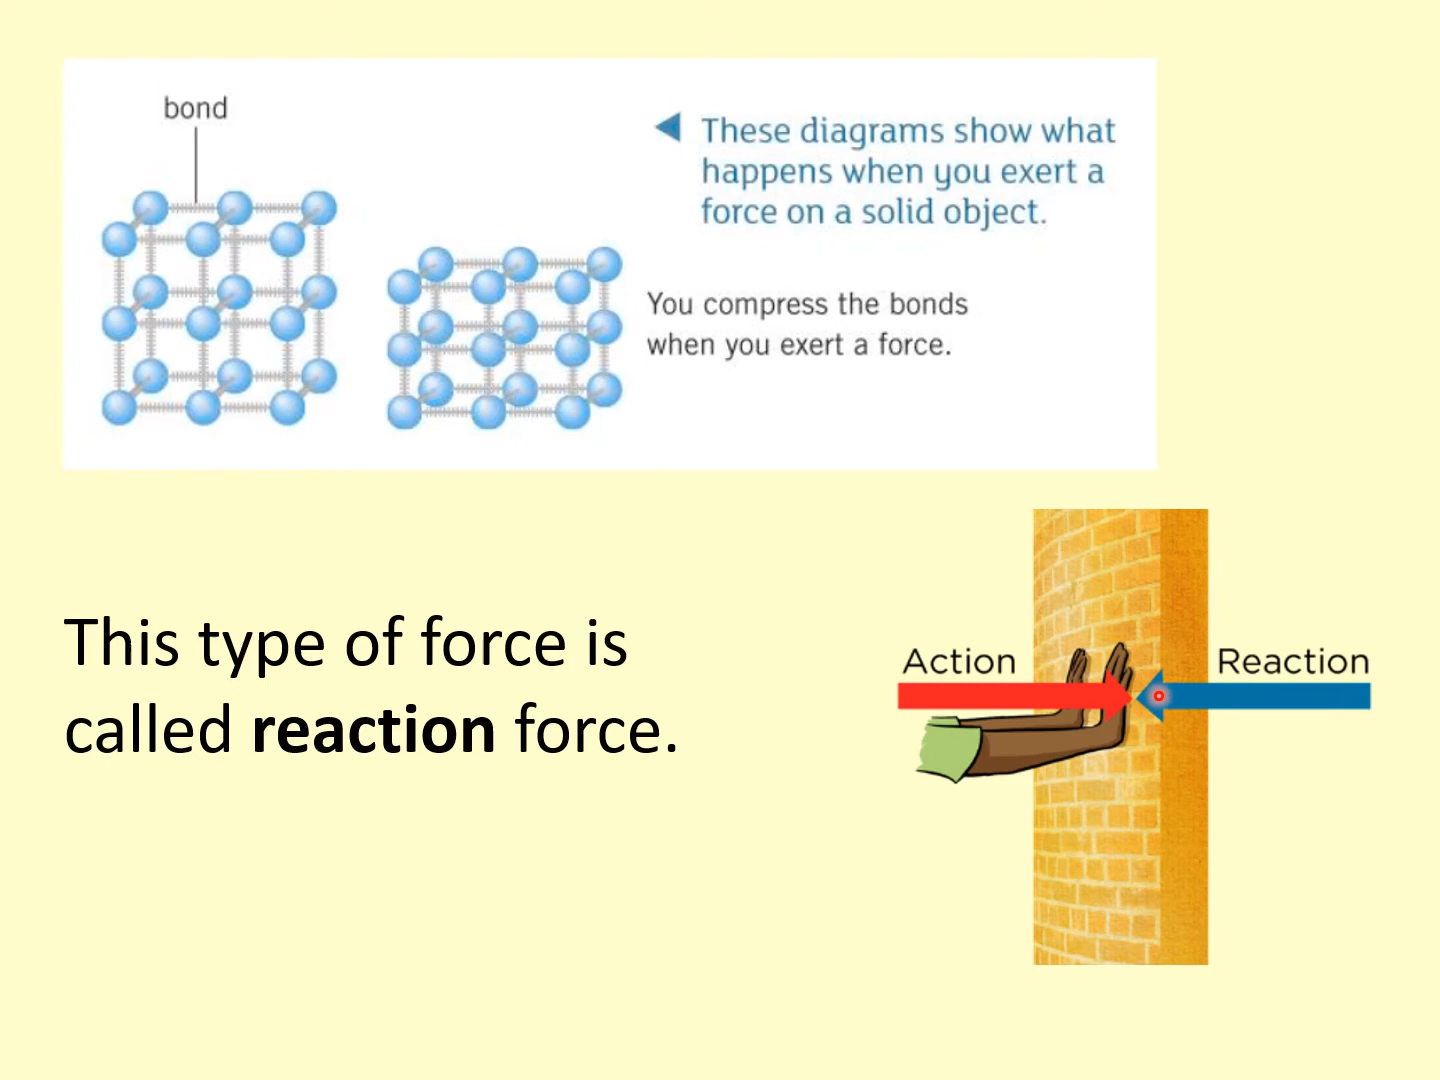 bond
These diagrams show what
happens when you exert a
force on a solid object.
You compress the bonds
when you exert a force.
This type of force is
called reaction force.
Action
Reaction